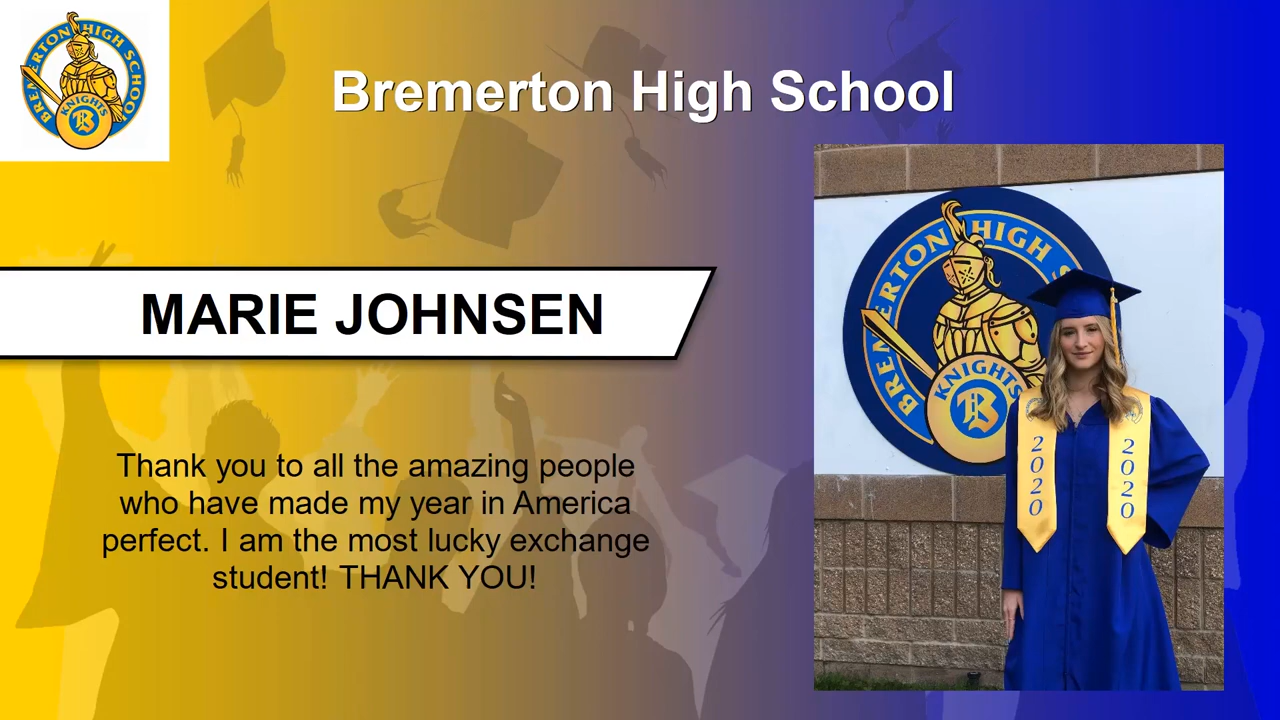 BREMERTON HIGH SCHOOL
KNIGHTS
B
Bremerton High School
MARIE JOHNSEN
Thank you to all the amazing people
who have made my year in America
perfect. I am the most lucky exchange
student! THANK YOU!
BREMERTON HIGH S
KNIGHTS
B
2020
2020